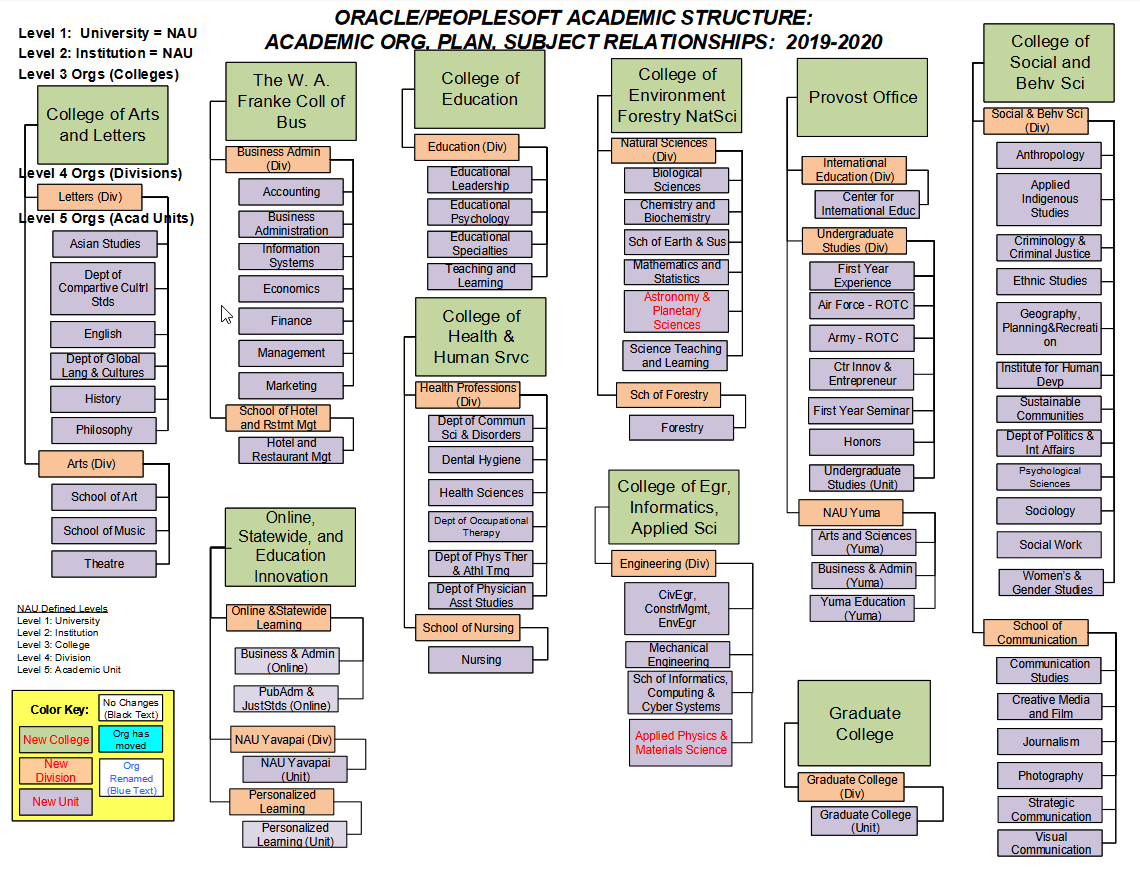 ORACLE/PEOPLESOFT ACADEMIC STRUCTURE:
ACADEMIC ORG, PLAN, SUBJECT RELATIONSHIPS: 2019-2020
Level 1: University = NAU
Level 2: Institution = NAU
Level 3 Orgs (Colleges)
College of Arts
and Letters
Level 4 Orgs (Divisions)
Letters (Div)
Level 5 Orgs (Acad Units)
Asian Studies
Dept of
Compartive Cultrl
Stds
English
Dept of Global
Lang & Cultures
History
Philosophy
Arts (Div)
School of Art
School of Music
Theatre
NAU Defined Levels
Level 1: University
Level 2: Institution
Level 3: College
Level 4: Division
Level 5: Academic Unit
Color Key:
No Changes
(Black Text)
New College
Org has
moved
New
Division
Org
Renamed
(Blue Text)
New Unit
The W. A.
Franke Coll of
Bus
Business Admin
(Div)
Accounting
Business
Administration
Information
Systems
Economics
Finance
Management
Marketing
School of Hotel
and Rstrnt Mgt
Hotel and
Restaurant Mgt
Online,
Statewide, and
Education
Innovation
Online &Statewide
Learning
Business & Admin
(Online)
PubAdm &
JustStds (Online)
NAU Yavapai (Div)
NAU Yavapai
(Unit)
Personalized
Learning
Personalized
Learning (Unit)
College of
Education
Education (Div)
Educational
Leadership
Educational
Psychology
Educational
Specialties
Teaching and
Learning
College of
Health &
Human Srvc
Health Professions
(Div)
Dept of Commun
Sci & Disorders
Dental Hygiene
Health Sciences
Dept of Occupational
Therapy
Dept of Phys Ther
& Athl Trng
Dept of Physician
Asst Studies
School of Nursing
Nursing
College of
Environment
Forestry NatSci
Natural Sciences
(Div)
Biological
Sciences
Chemistry and
Biochemistry
Sch of Earth & Sus
Mathematics and
Statistics
Astronomy &
Planetary
Sciences
Science Teaching
and Learning
Sch of Forestry
Forestry
College of Egr,
Informatics,
Applied Sci
Engineering (Div)
CivEgr,
ConstrMgmt,
EnvEgr
Mechanical
Engineering
Sch of Informatics,
Computing &
Cyber Systems
Applied Physics &
Materials Science
Provost Office
International
Education (Div)
Center for
International Educ
Undergraduate
Studies (Div)
First Year
Experience
Air Force - ROTC
Army - ROTC
Ctr Innov &
Entrepreneur
First Year Seminar
Honors
Undergraduate
Studies (Unit)
NAU Yuma
Arts and Sciences
(Yuma)
Business & Admin
(Yuma)
Yuma Education
(Yuma)
Graduate
College
Graduate College
(Div)
Graduate College
(Unit)
College of
Social and
Behv Sci
Social & Behv Sci
(Div)
Anthropology
Applied
Indigenous
Studies
Criminology &
Criminal Justice
Ethnic Studies
Geography,
Planning&Recreati
on
Institute for Human
Devp
Sustainable
Communities
Dept of Politics &
Int Affairs
Psychological
Sciences
Sociology
Social Work
Women's &
Gender Studies
School of
Communication
Communication
Studies
Creative Media
and Film
Journalism
Photography
Strategic
Communication
Visual
Communication